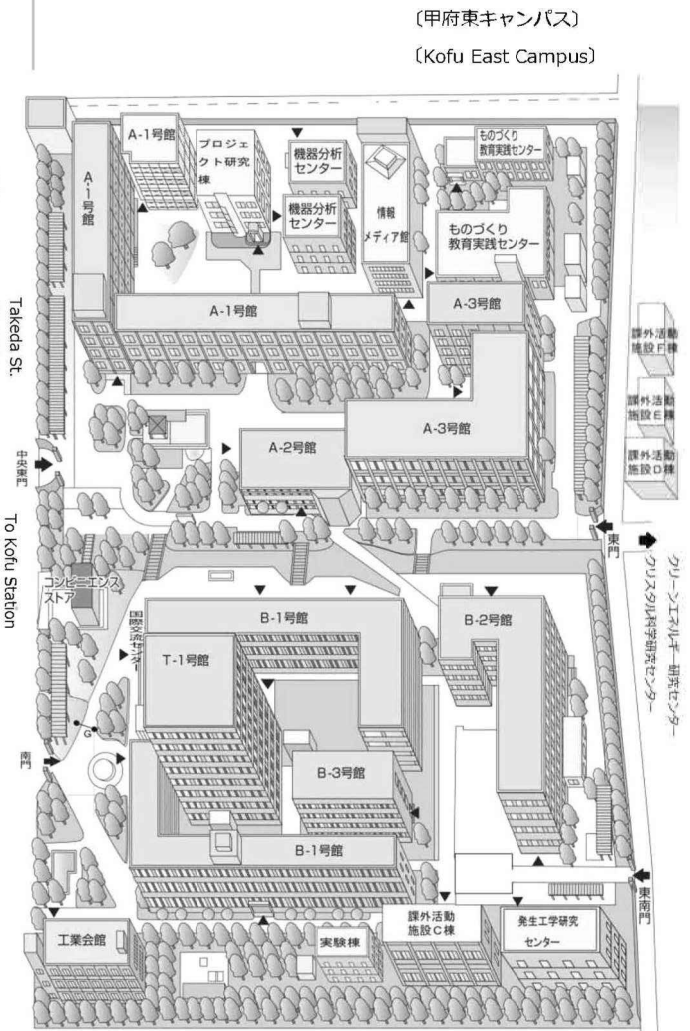 〔甲府東キャンパス〕
〔Kofu East Campus〕
A-1号館
A-1号館
プロジェ
クト研究
棟
機器分析
センター
機器分析
センター
情報
メディア館
ものづくり
教育実践センター
ものづくり
教育実践センター
A-1号館
A-3号館
A-3号館
A-2号館
課外活動
施設F棟
課外活動
施設E棟
課外活動
施設D棟
Takeda St.
中央東門
To Kofu Station
東門
クリーンエネルギー研究センター
クリスタル科学研究センター
コンビニエンス
ストア
国際交流センター
B-1号館
T-1号館
B-2号館
B-3号館
B-1号館
G
南門
東南門
工業会館
実験棟
課外活動
施設C棟
発生工学研究
センター